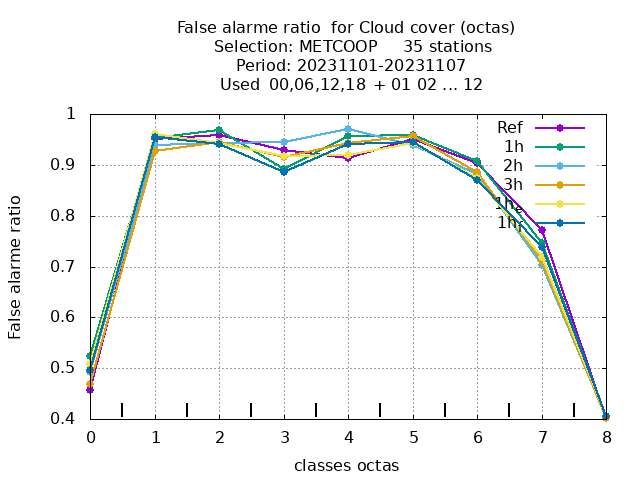 False alarme ratio  for Cloud cover (octas)
Selection: METCOOP     35 stations
Period: 20231101-20231107
Used  00,06,12,18  + 01 02 ... 12
1
0.9
0.8
0.7
0.6
0.5
0.4
False alarme ratio
Ref
1h
2h
3h
1he
1hf
0 1 2 3 4 5 6 7 8
classes octas